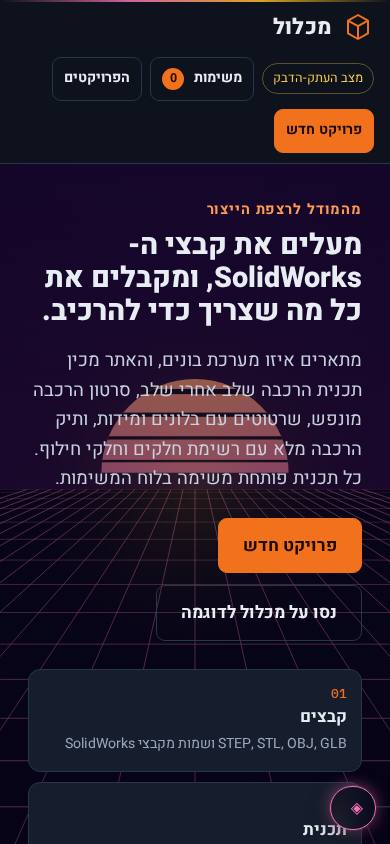 מכלול
מצב העתק-הדבק
משימות 0
הפרויקטים
פרויקט חדש
מהמודל לרצפת הייצור
מעלים את קבצי ה-
SolidWorks, ומקבלים את
כל מה שצריך כדי להרכיב.
מתארים איזו מערכת בונים, והאתר מכין
תכנית הרכבה שלב אחרי שלב, סרטון הרכבה
מונפש, שרטוטים עם בלונים ומידות, ותיק
הרכבה מלא עם רשימת חלקים וחלקי חילוף.
כל תכנית פותחת משימה בלוח המשימות.
פרויקט חדש
נסו על מכלול לדוגמה
01
קבצים
STEP, STL, OBJ, GLB ושמות מקבצי SolidWorks
תכנית